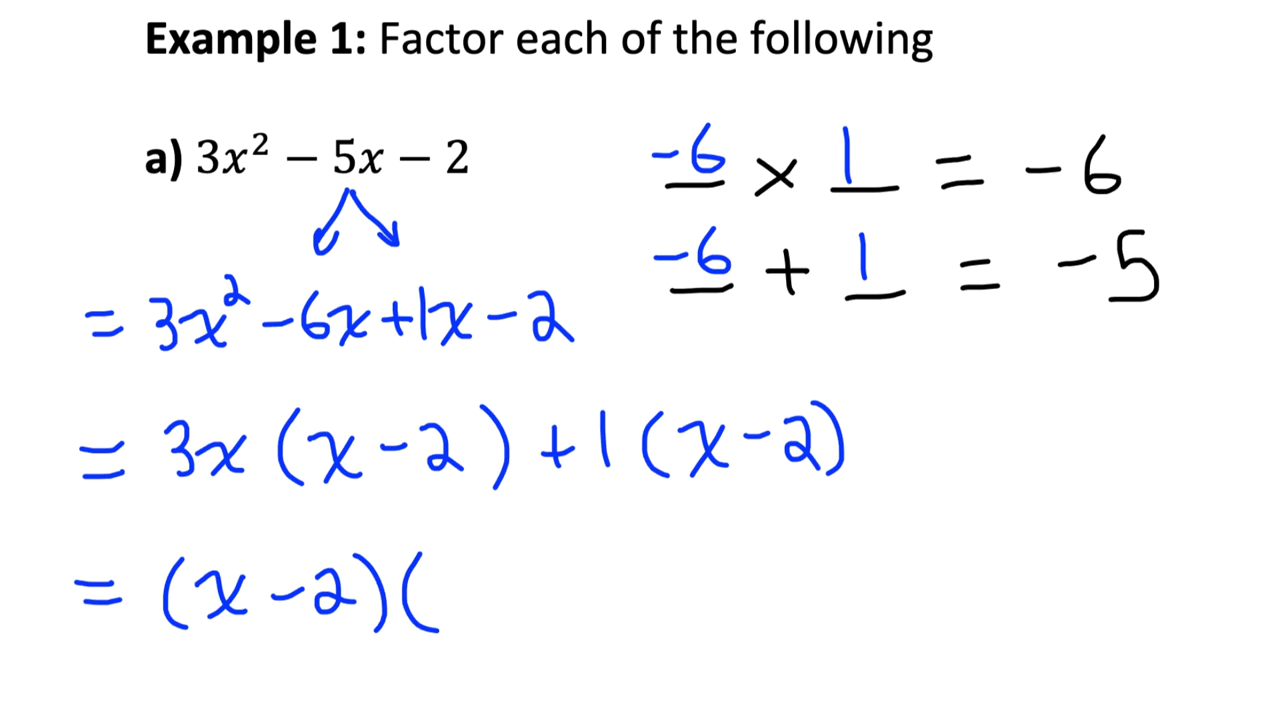 Example 1: Factor each of the following
a) 3x² − 5x − 2
-6 × 1 = -6
-6 + 1 = -5
= 3x² - 6x + 1x - 2
= 3x (x - 2) + 1 (x - 2)
= (x - 2)(